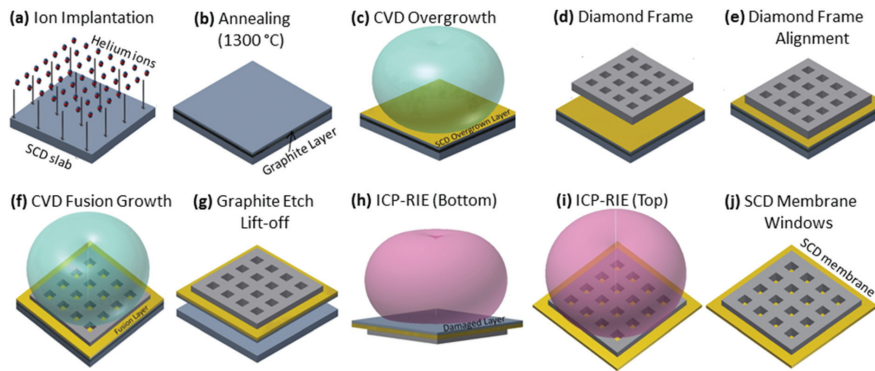 (a) Ion Implantation
Helium ions
SCD slab
(b) Annealing
(1300 °C)
Graphite Layer
(c) CVD Overgrowth
SCD Overgrown Layer
(d) Diamond Frame
(e) Diamond Frame
Alignment
(f) CVD Fusion Growth
Fusion Layer
(g) Graphite Etch
Lift-off
(h) ICP-RIE (Bottom)
Damaged Layer
(i) ICP-RIE (Top)
(j) SCD Membrane
Windows
SCD membrane